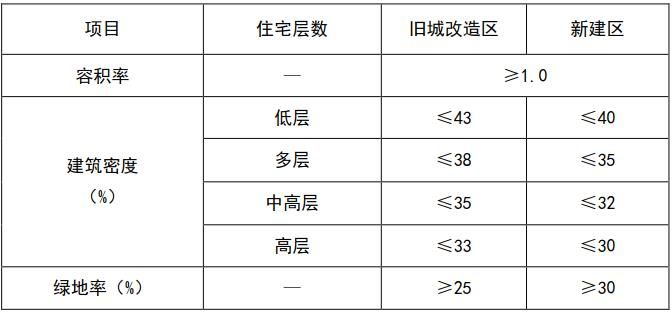 项目 住宅层数 旧城改造区 新建区
容积率 — ≥1.0
建筑密度
（%）
低层 ≤43 ≤40
多层 ≤38 ≤35
中高层 ≤35 ≤32
高层 ≤33 ≤30
绿地率（%） — ≥25 ≥30